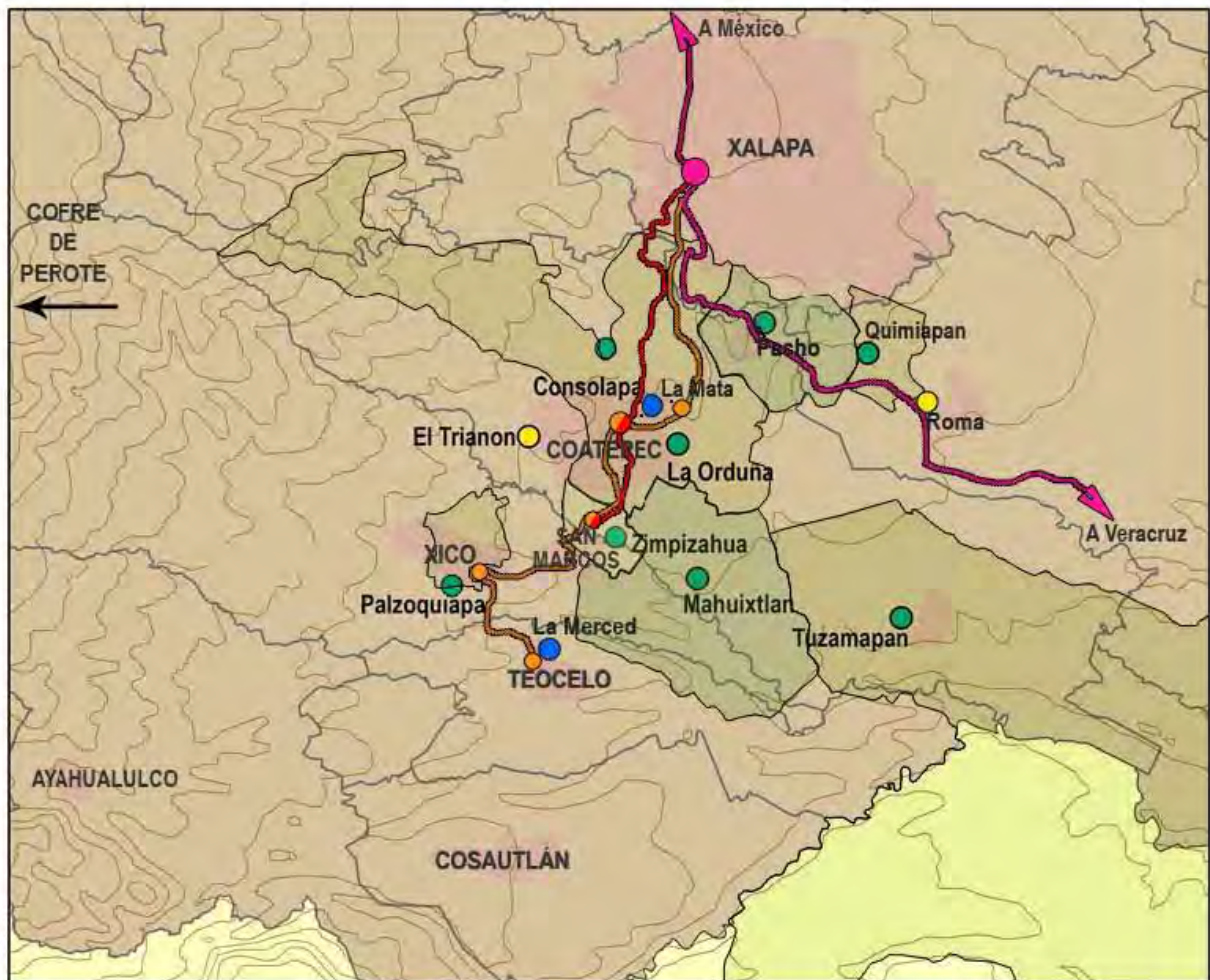 A México
XALAPA
COFRE
DE
PEROTE
Pacho
Quimiapan
Consolapa
La Mata
Roma
El Trianon
COATEPEC
La Orduña
A Veracruz
SAN
MARCOS
Zimpizahua
XICO
Palzoquiapa
Mahuixtlan
La Merced
Tuzamapan
TEOCELO
AYAHUALULCO
COSAUTLÁN